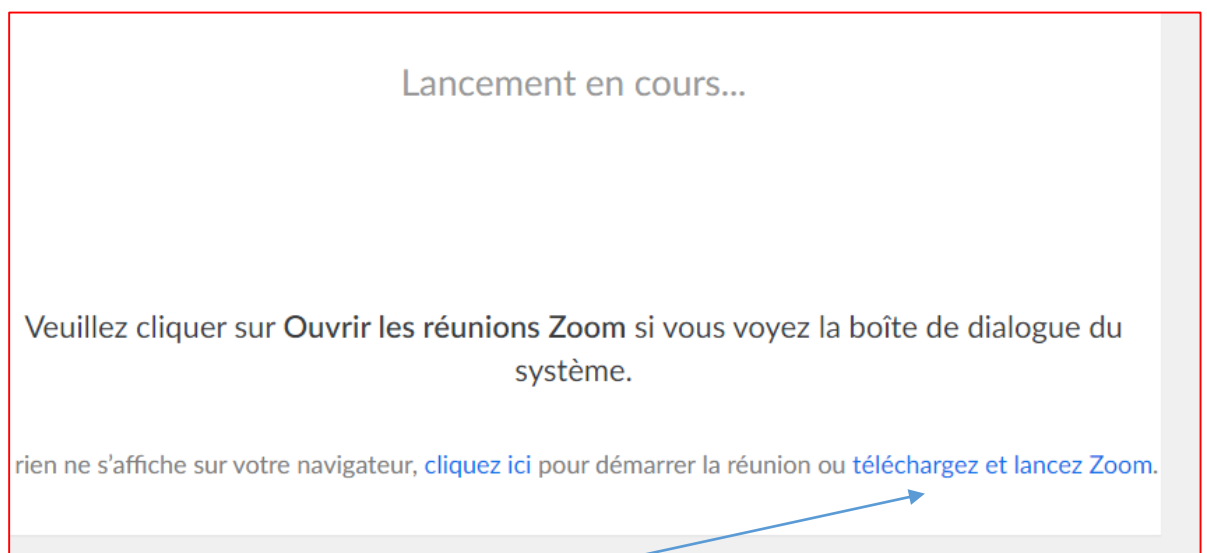 Lancement en cours...
Veuillez cliquer sur Ouvrir les réunions Zoom si vous voyez la boîte de dialogue du
système.
rien ne s’affiche sur votre navigateur, cliquez ici pour démarrer la réunion ou téléchargez et lancez Zoom.